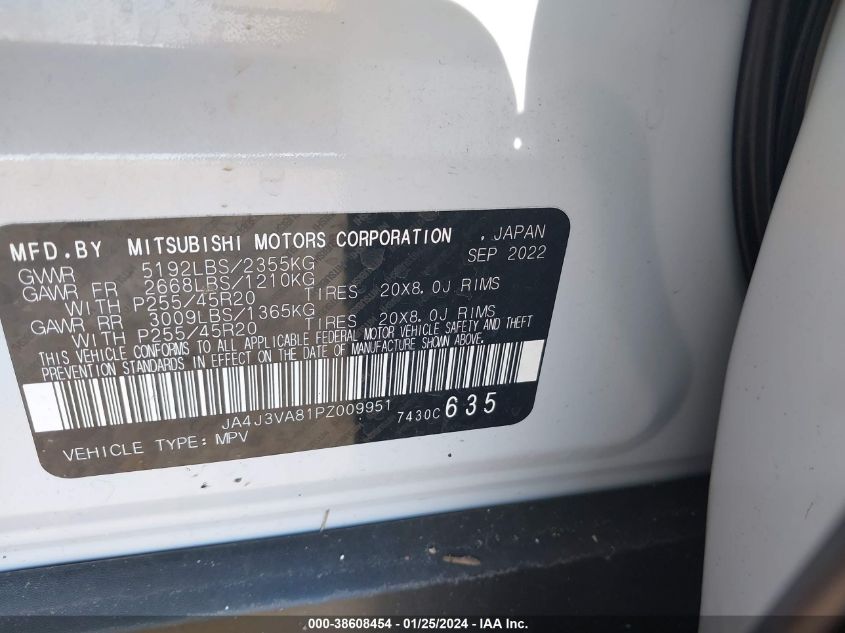 MFD.BY MITSUBISHI MOTORS CORPORATION , JAPAN
SEP 2022
GVWR 5192LBS/2355KG
GAWR FR 2668LBS/1210KG
WITH P255/45R20 TIRES 20X8.0J RIMS
GAWR RR 3009LBS/1365KG
WITH P255/45R20 TIRES 20X8.0J RIMS
THIS VEHICLE CONFORMS TO ALL APPLICABLE FEDERAL MOTOR VEHICLE SAFETY AND THEFT
PREVENTION STANDARDS IN EFFECT ON THE DATE OF MANUFACTURE SHOWN ABOVE.
JA4J3VA81PZ009951 7430C 635
VEHICLE TYPE: MPV
000-38608454 - 01/25/2024 - IAA Inc.